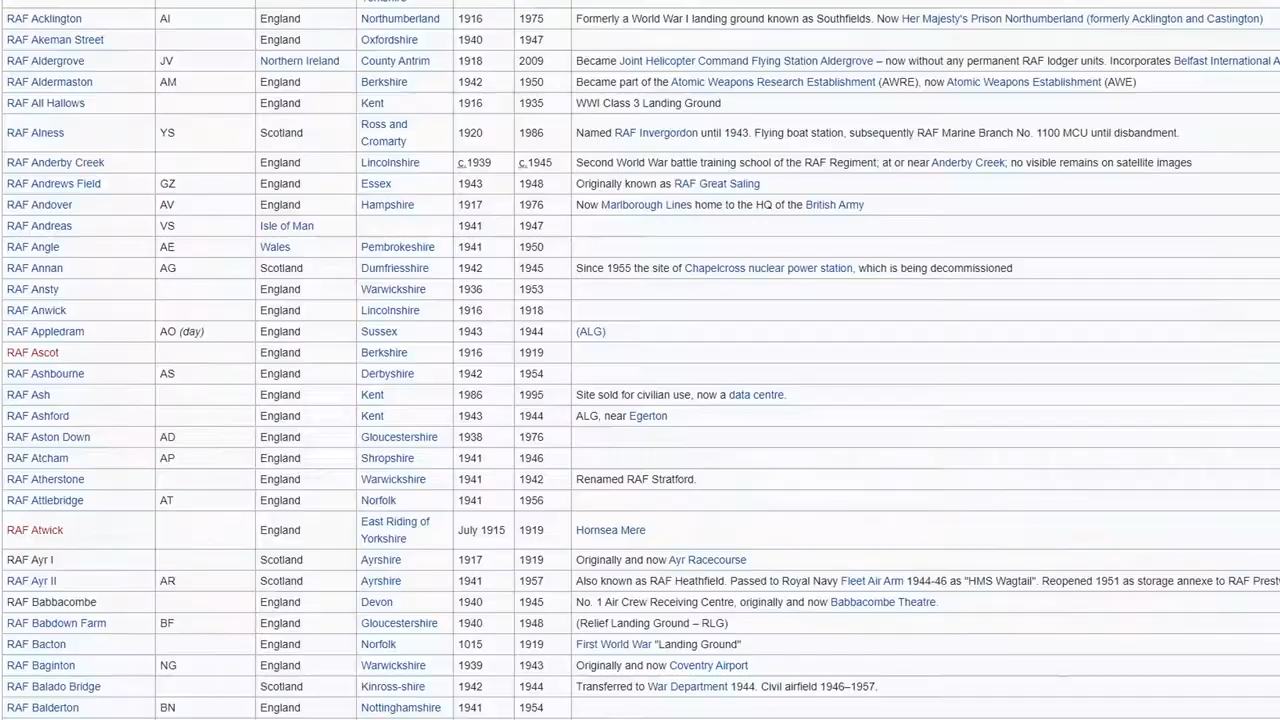 RAF Acklington AI England Northumberland 1916 1975 Formerly a World War I landing ground known as Southfields. Now Her Majesty's Prison Northumberland (formerly Acklington and Castington)
RAF Akeman Street England Oxfordshire 1940 1947
RAF Aldergrove JV Northern Ireland County Antrim 1918 2009 Became Joint Helicopter Command Flying Station Aldergrove – now without any permanent RAF lodger units. Incorporates Belfast International A
RAF Aldermaston AM England Berkshire 1942 1950 Became part of the Atomic Weapons Research Establishment (AWRE), now Atomic Weapons Establishment (AWE)
RAF All Hallows England Kent 1916 1935 WWI Class 3 Landing Ground
RAF Alness YS Scotland Ross and Cromarty 1920 1986 Named RAF Invergordon until 1943. Flying boat station, subsequently RAF Marine Branch No. 1100 MCU until disbandment.
RAF Anderby Creek England Lincolnshire c.1939 c.1945 Second World War battle training school of the RAF Regiment; at or near Anderby Creek; no visible remains on satellite images
RAF Andrews Field GZ England Essex 1943 1948 Originally known as RAF Great Saling
RAF Andover AV England Hampshire 1917 1976 Now Marlborough Lines home to the HQ of the British Army
RAF Andreas VS Isle of Man 1941 1947
RAF Angle AE Wales Pembrokeshire 1941 1950
RAF Annan AG Scotland Dumfriesshire 1942 1945 Since 1955 the site of Chapelcross nuclear power station, which is being decommissioned
RAF Ansty England Warwickshire 1936 1953
RAF Anwick England Lincolnshire 1916 1918
RAF Appledram AO (day) England Sussex 1943 1944 (ALG)
RAF Ascot England Berkshire 1916 1919
RAF Ashbourne AS England Derbyshire 1942 1954
RAF Ash England Kent 1986 1995 Site sold for civilian use, now a data centre.
RAF Ashford England Kent 1943 1944 ALG, near Egerton
RAF Aston Down AD England Gloucestershire 1938 1976
RAF Atcham AP England Shropshire 1941 1946
RAF Atherstone England Warwickshire 1941 1942 Renamed RAF Stratford.
RAF Attlebridge AT England Norfolk 1941 1956
RAF Atwick England East Riding of Yorkshire July 1915 1919 Hornsea Mere
RAF Ayr I Scotland Ayrshire 1917 1919 Originally and now Ayr Racecourse
RAF Ayr II AR Scotland Ayrshire 1941 1957 Also known as RAF Heathfield. Passed to Royal Navy Fleet Air Arm 1944-46 as "HMS Wagtail". Reopened 1951 as storage annexe to RAF Prest
RAF Babbacombe England Devon 1940 1945 No. 1 Air Crew Receiving Centre, originally and now Babbacombe Theatre.
RAF Babdown Farm BF England Gloucestershire 1940 1948 (Relief Landing Ground – RLG)
RAF Bacton England Norfolk 1015 1919 First World War "Landing Ground"
RAF Baginton NG England Warwickshire 1939 1943 Originally and now Coventry Airport
RAF Balado Bridge Scotland Kinross-shire 1942 1944 Transferred to War Department 1944. Civil airfield 1946–1957.
RAF Balderton BN England Nottinghamshire 1941 1954